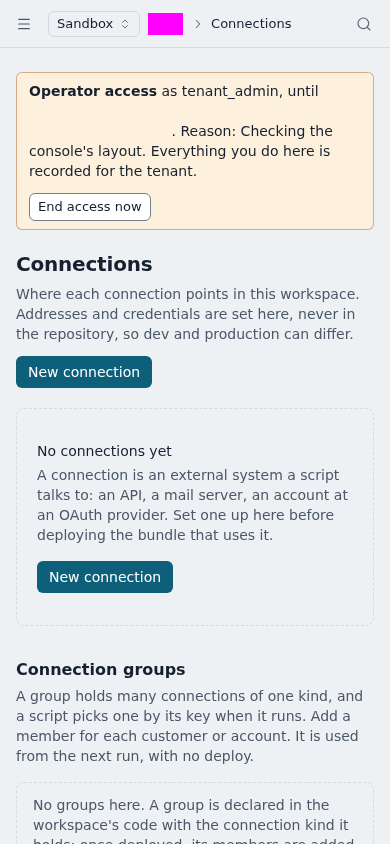 Sandbox
Connections
Operator access as tenant_admin, until
. Reason: Checking the
console's layout. Everything you do here is
recorded for the tenant.
End access now
Connections
Where each connection points in this workspace.
Addresses and credentials are set here, never in
the repository, so dev and production can differ.
New connection
No connections yet
A connection is an external system a script
talks to: an API, a mail server, an account at
an OAuth provider. Set one up here before
deploying the bundle that uses it.
New connection
Connection groups
A group holds many connections of one kind, and
a script picks one by its key when it runs. Add a
member for each customer or account. It is used
from the next run, with no deploy.
No groups here. A group is declared in the
workspace's code with the connection kind it
holds; once deployed, its members are added